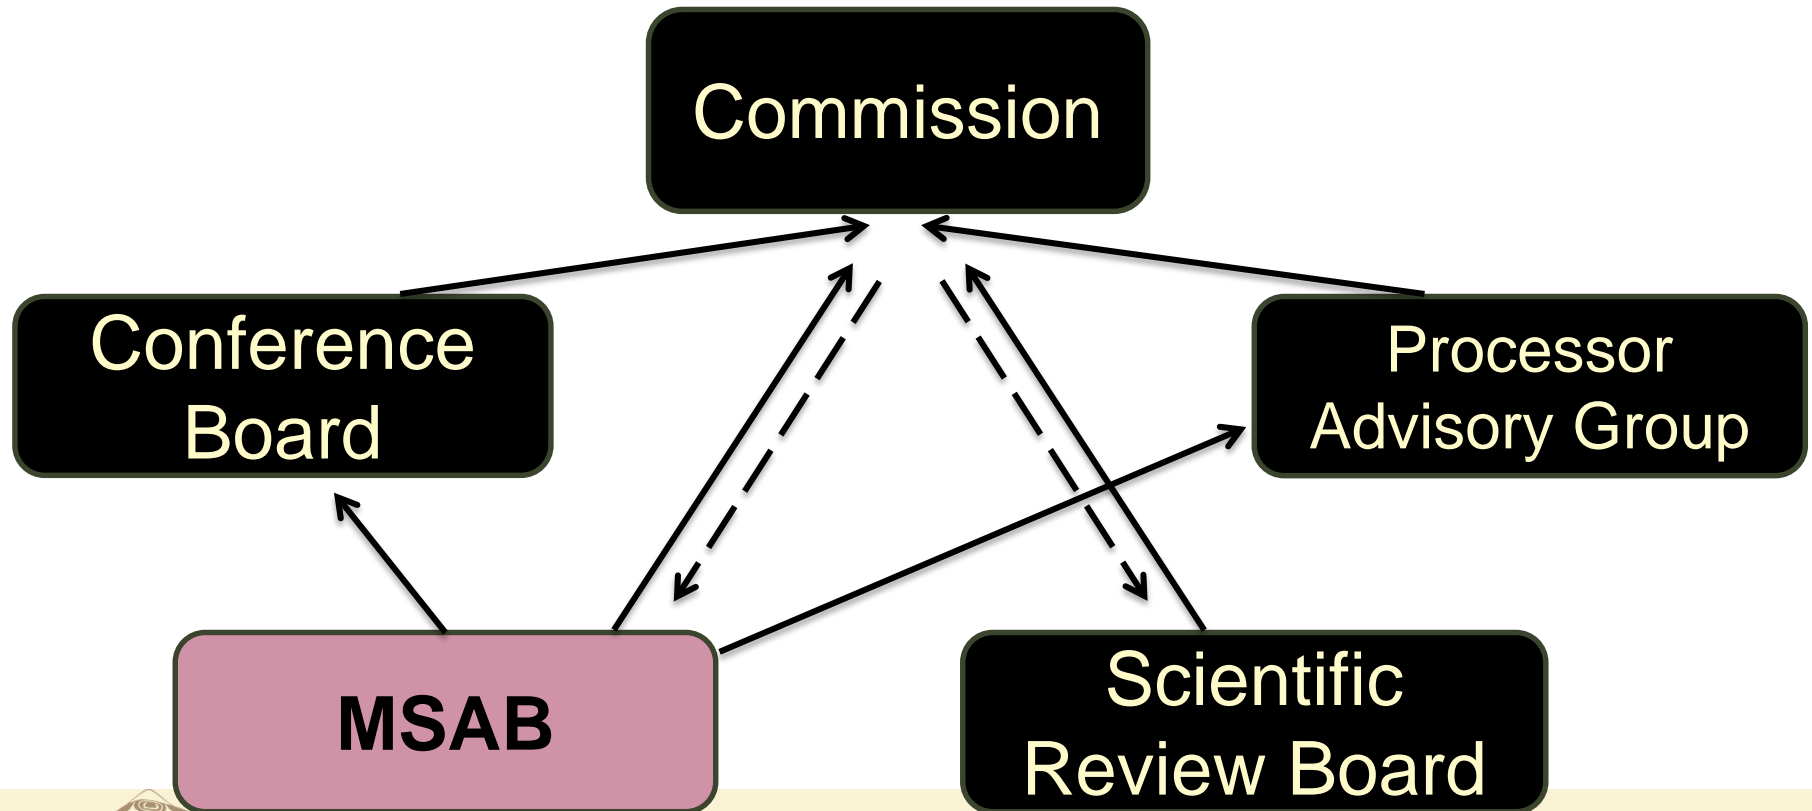 Commission
Conference
Board
Processor
Advisory Group
MSAB
Scientific
Review Board